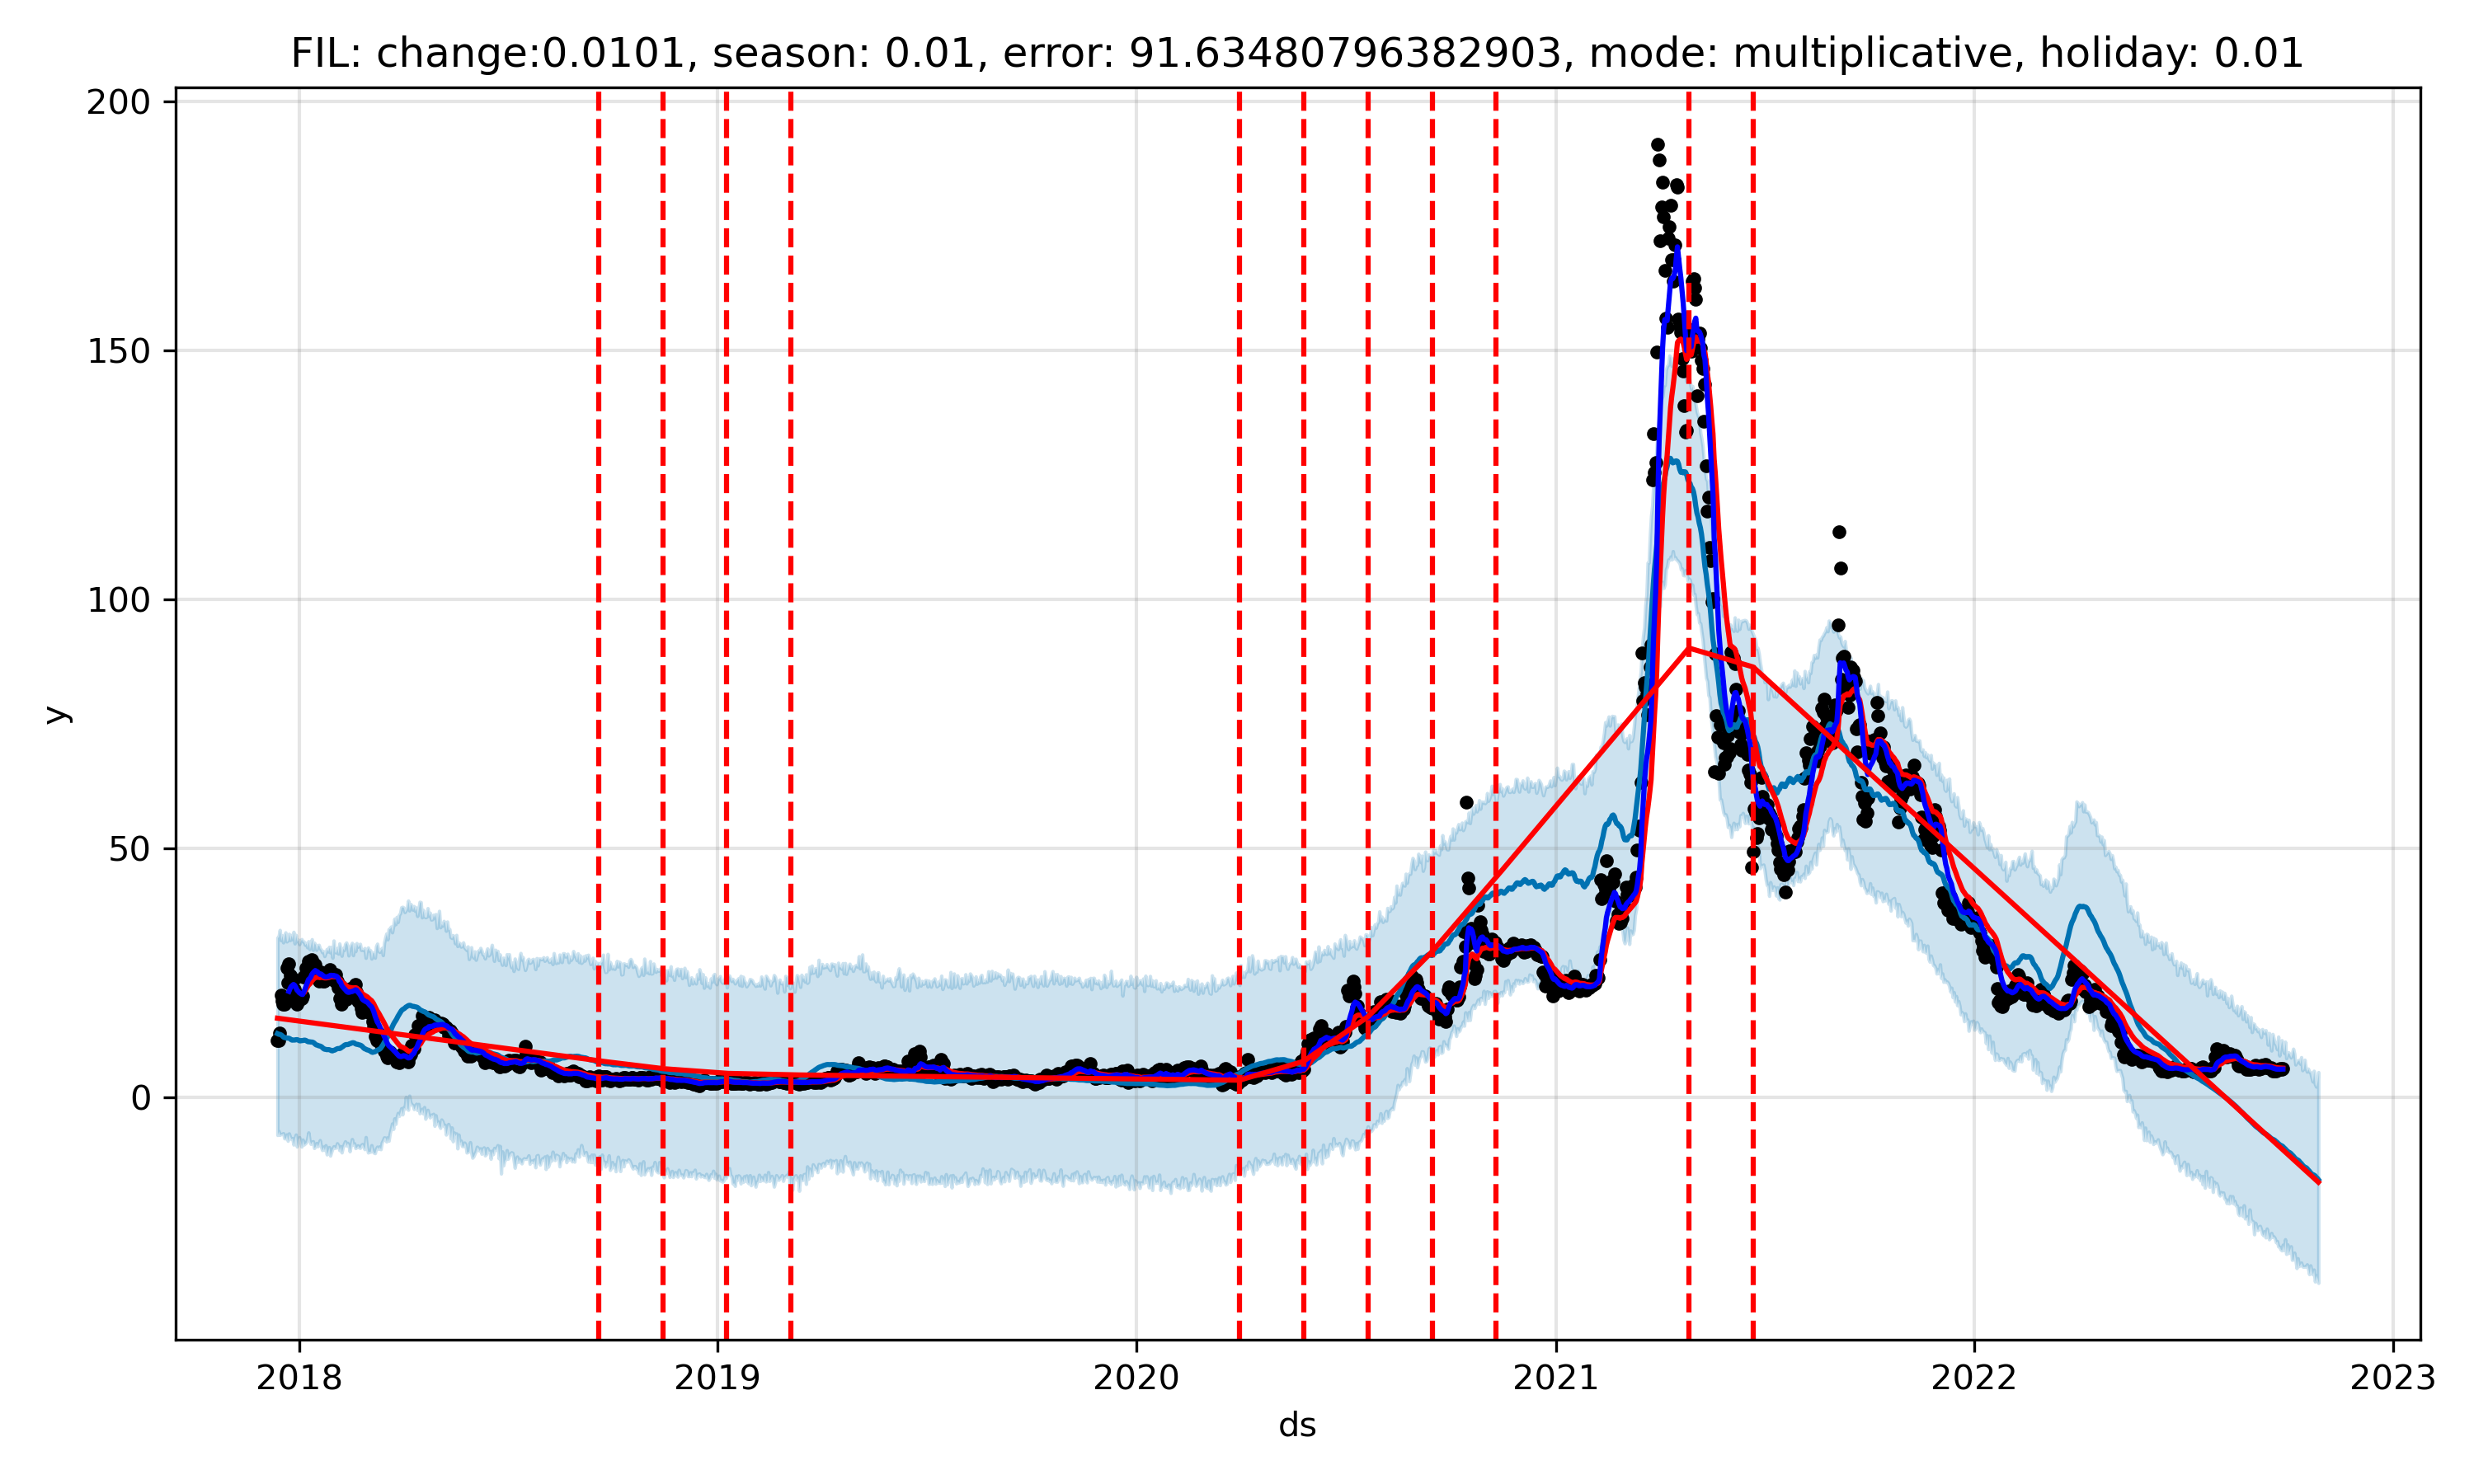 FIL: change:0.0101, season: 0.01, error: 91.63480796382903, mode: multiplicative, holiday: 0.01
200
150
100
50
0
y
2018 2019 2020 2021 2022 2023
ds